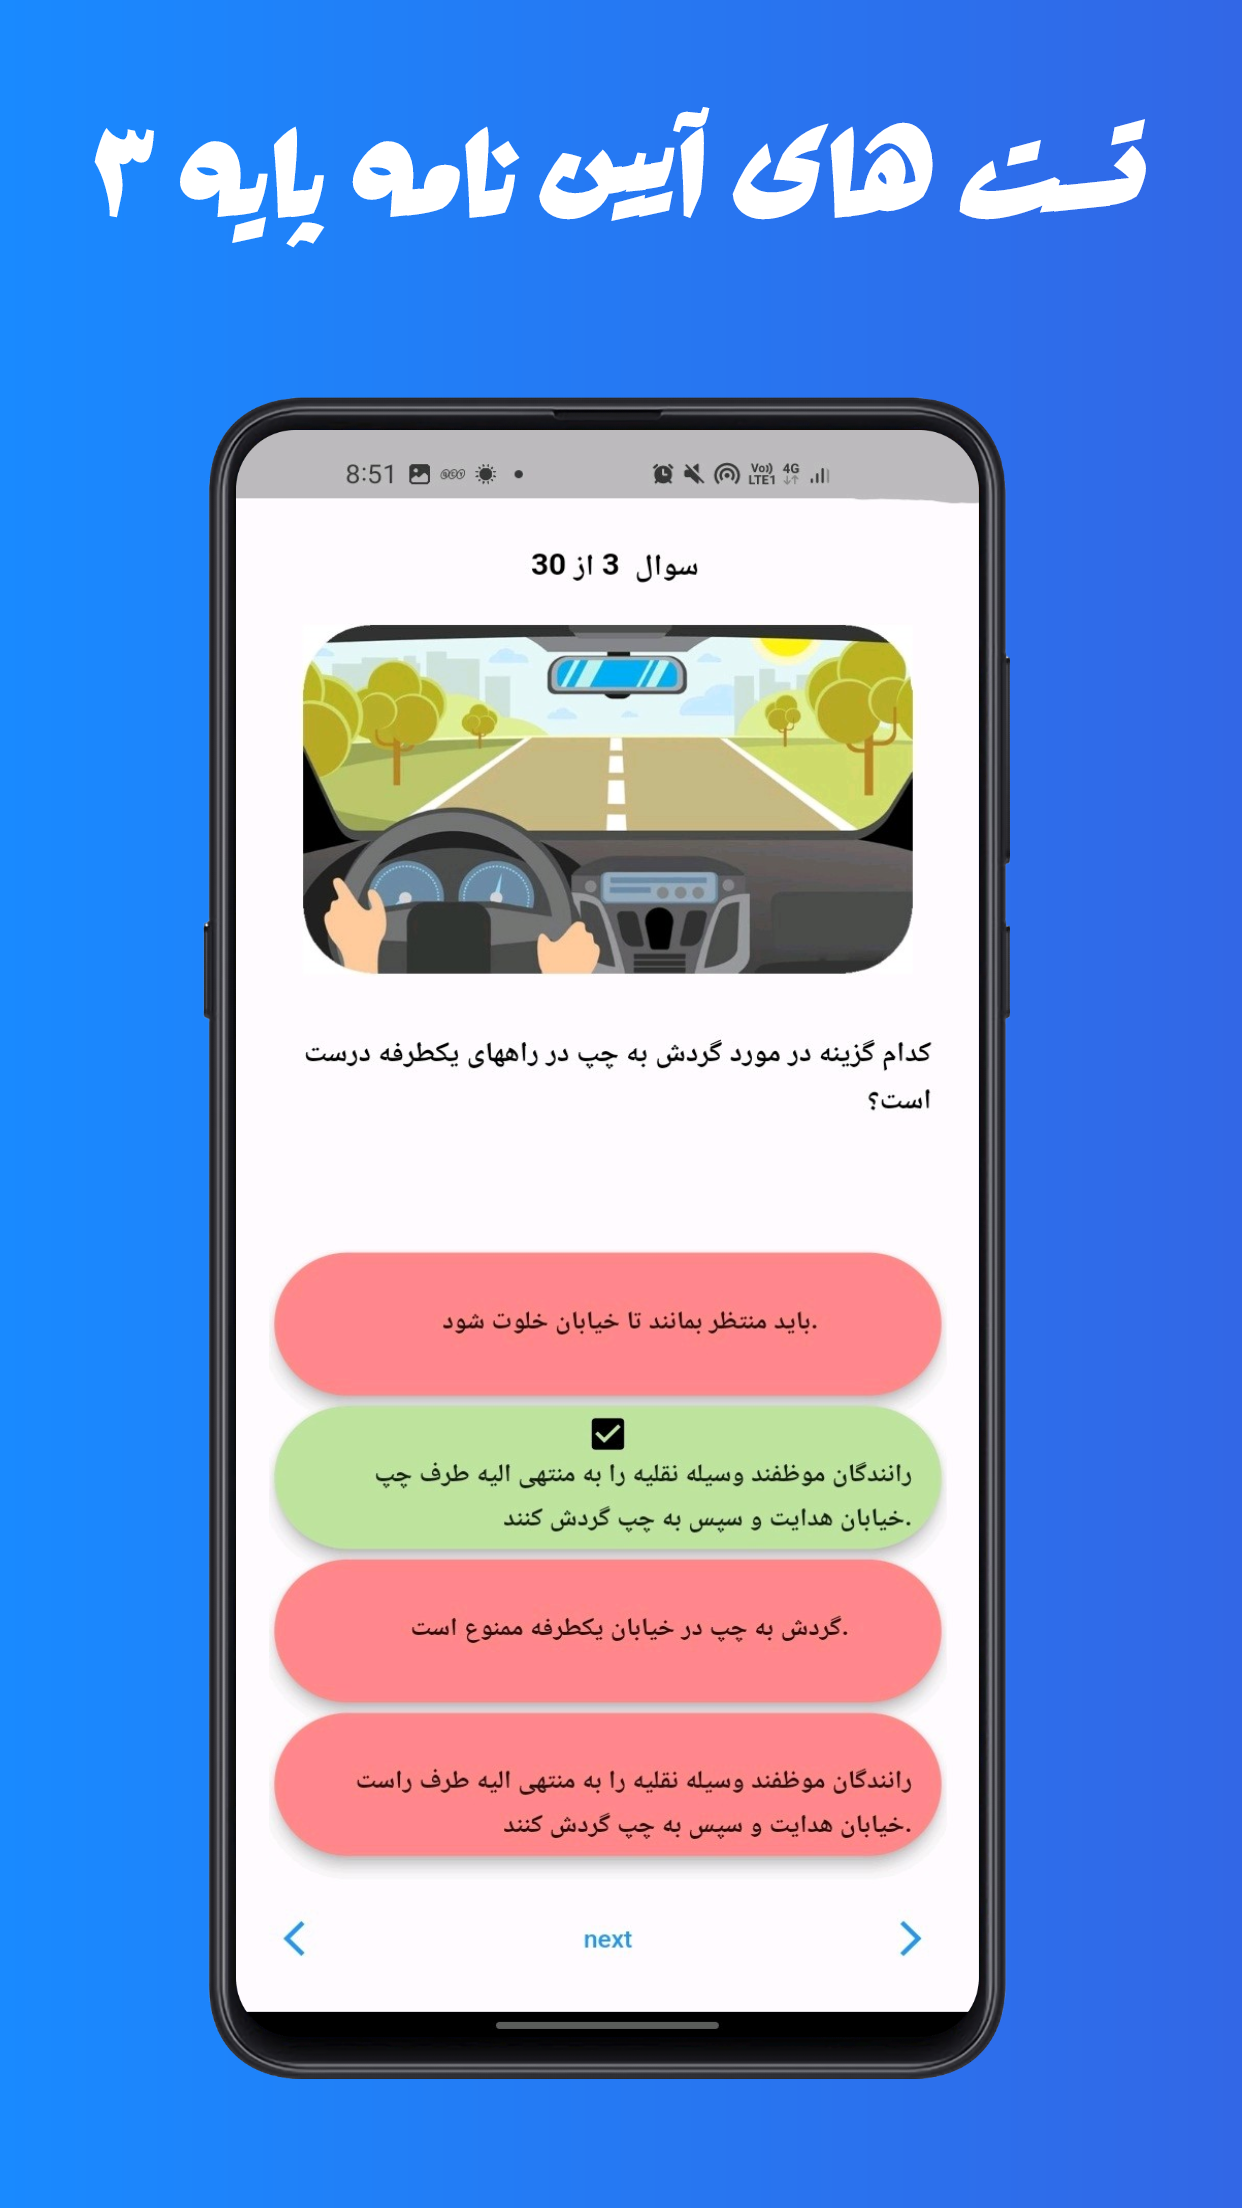 تست های آیین نامه پایه ۳
8:51
Vo)) 4G
LTE1
سوال 3 از 30
کدام گزینه در مورد گردش به چپ در راههای یکطرفه درست
است؟
باید منتظر بمانند تا خیابان خلوت شود.
رانندگان موظفند وسیله نقلیه را به منتهی الیه طرف چپ
خیابان هدایت و سپس به چپ گردش کنند.
گردش به چپ در خیابان یکطرفه ممنوع است.
رانندگان موظفند وسیله نقلیه را به منتهی الیه طرف راست
خیابان هدایت و سپس به چپ گردش کنند.
next